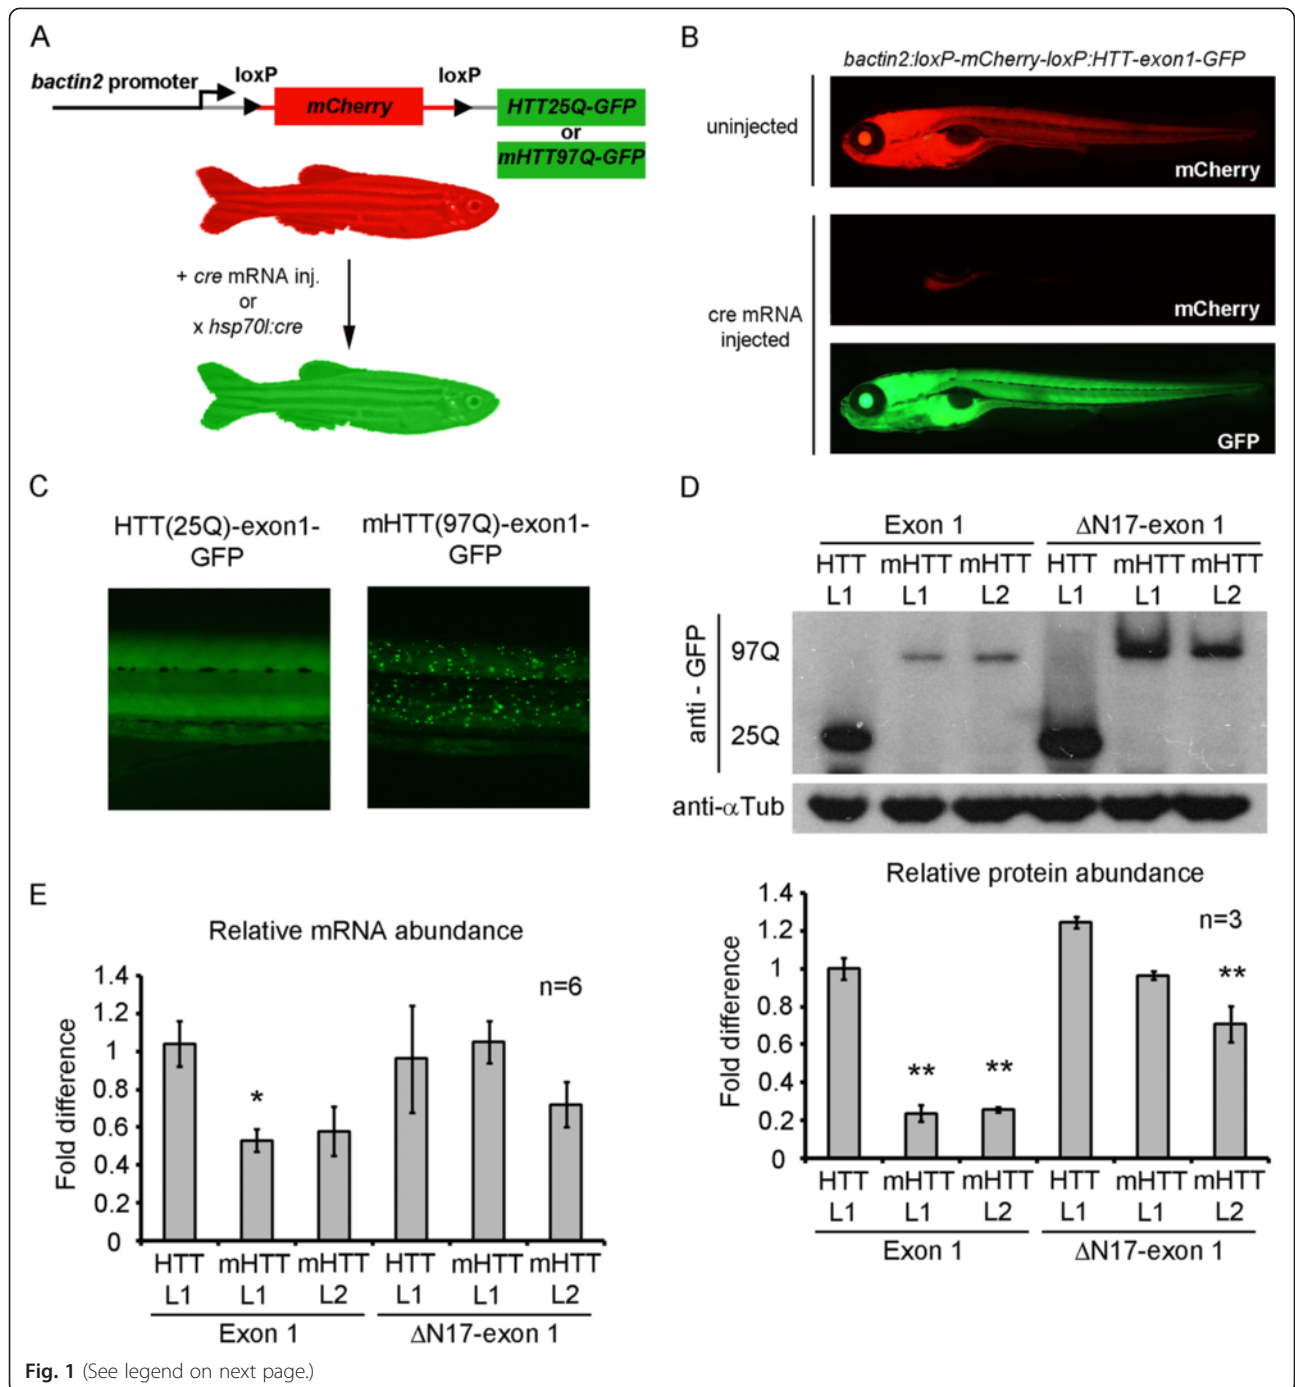 A
bactin2 promoter
loxP
loxP
mCherry
HTT25Q-GFP
or
mHTT97Q-GFP
+ cre mRNA inj.
or
x hsp70l:cre
B
bactin2:loxP-mCherry-loxP:HTT-exon1-GFP
uninjected
mCherry
cre mRNA
injected
mCherry
GFP
C
HTT(25Q)-exon1-
GFP
mHTT(97Q)-exon1-
GFP
D
Exon 1
ΔN17-exon 1
HTT mHTT mHTT HTT mHTT mHTT
L1 L1 L2 L1 L1 L2
anti - GFP
97Q
25Q
anti-αTub
Relative protein abundance
n=3
Fold difference
1.4
1.2
1
0.8
0.6
0.4
0.2
0
** ** **
HTT mHTT mHTT HTT mHTT mHTT
L1 L1 L2 L1 L1 L2
Exon 1
ΔN17-exon 1
E
Relative mRNA abundance
n=6
Fold difference
1.4
1.2
1
0.8
0.6
0.4
0.2
0
*
HTT mHTT mHTT HTT mHTT mHTT
L1 L1 L2 L1 L1 L2
Exon 1
ΔN17-exon 1
Fig. 1 (See legend on next page.)